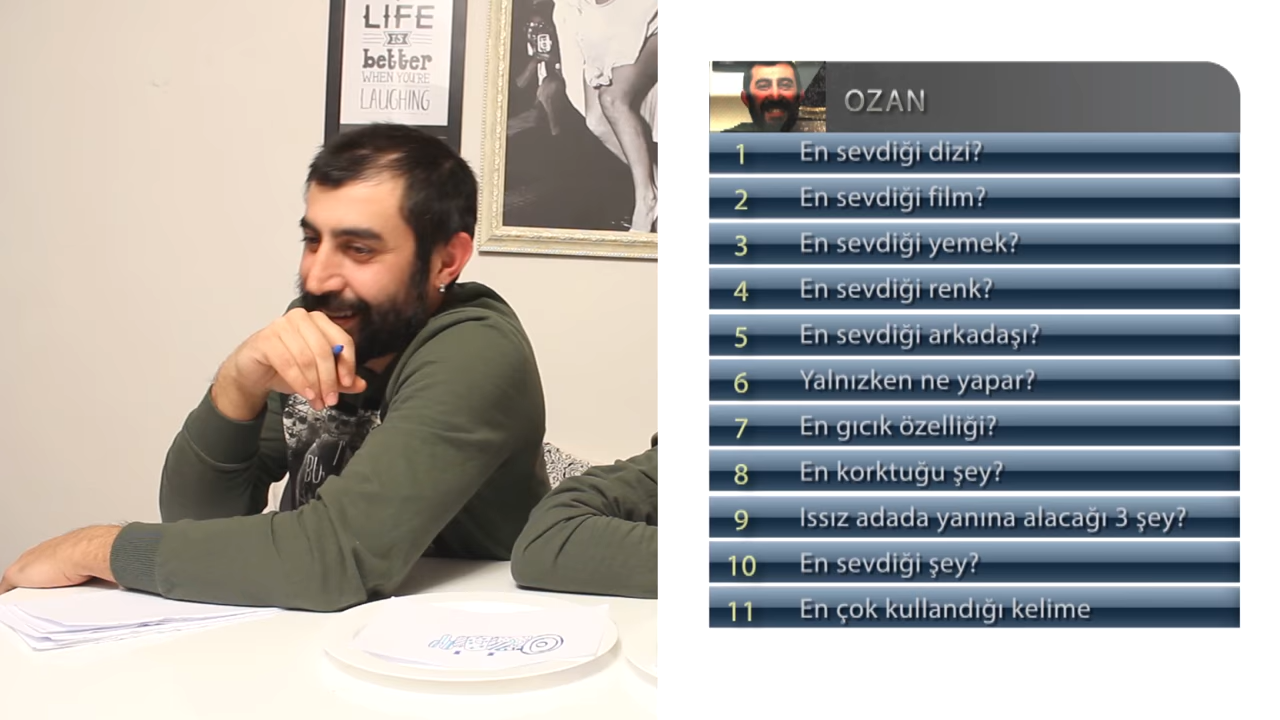 LIFE
IS
better
WHEN YOU'RE
LAUGHING
OZAN
1 En sevdiği dizi?
2 En sevdiği film?
3 En sevdiği yemek?
4 En sevdiği renk?
5 En sevdiği arkadaşı?
6 Yalnızken ne yapar?
7 En gıcık özelliği?
8 En korktuğu şey?
9 Issız adada yanına alacağı 3 şey?
10 En sevdiği şey?
11 En çok kullandığı kelime